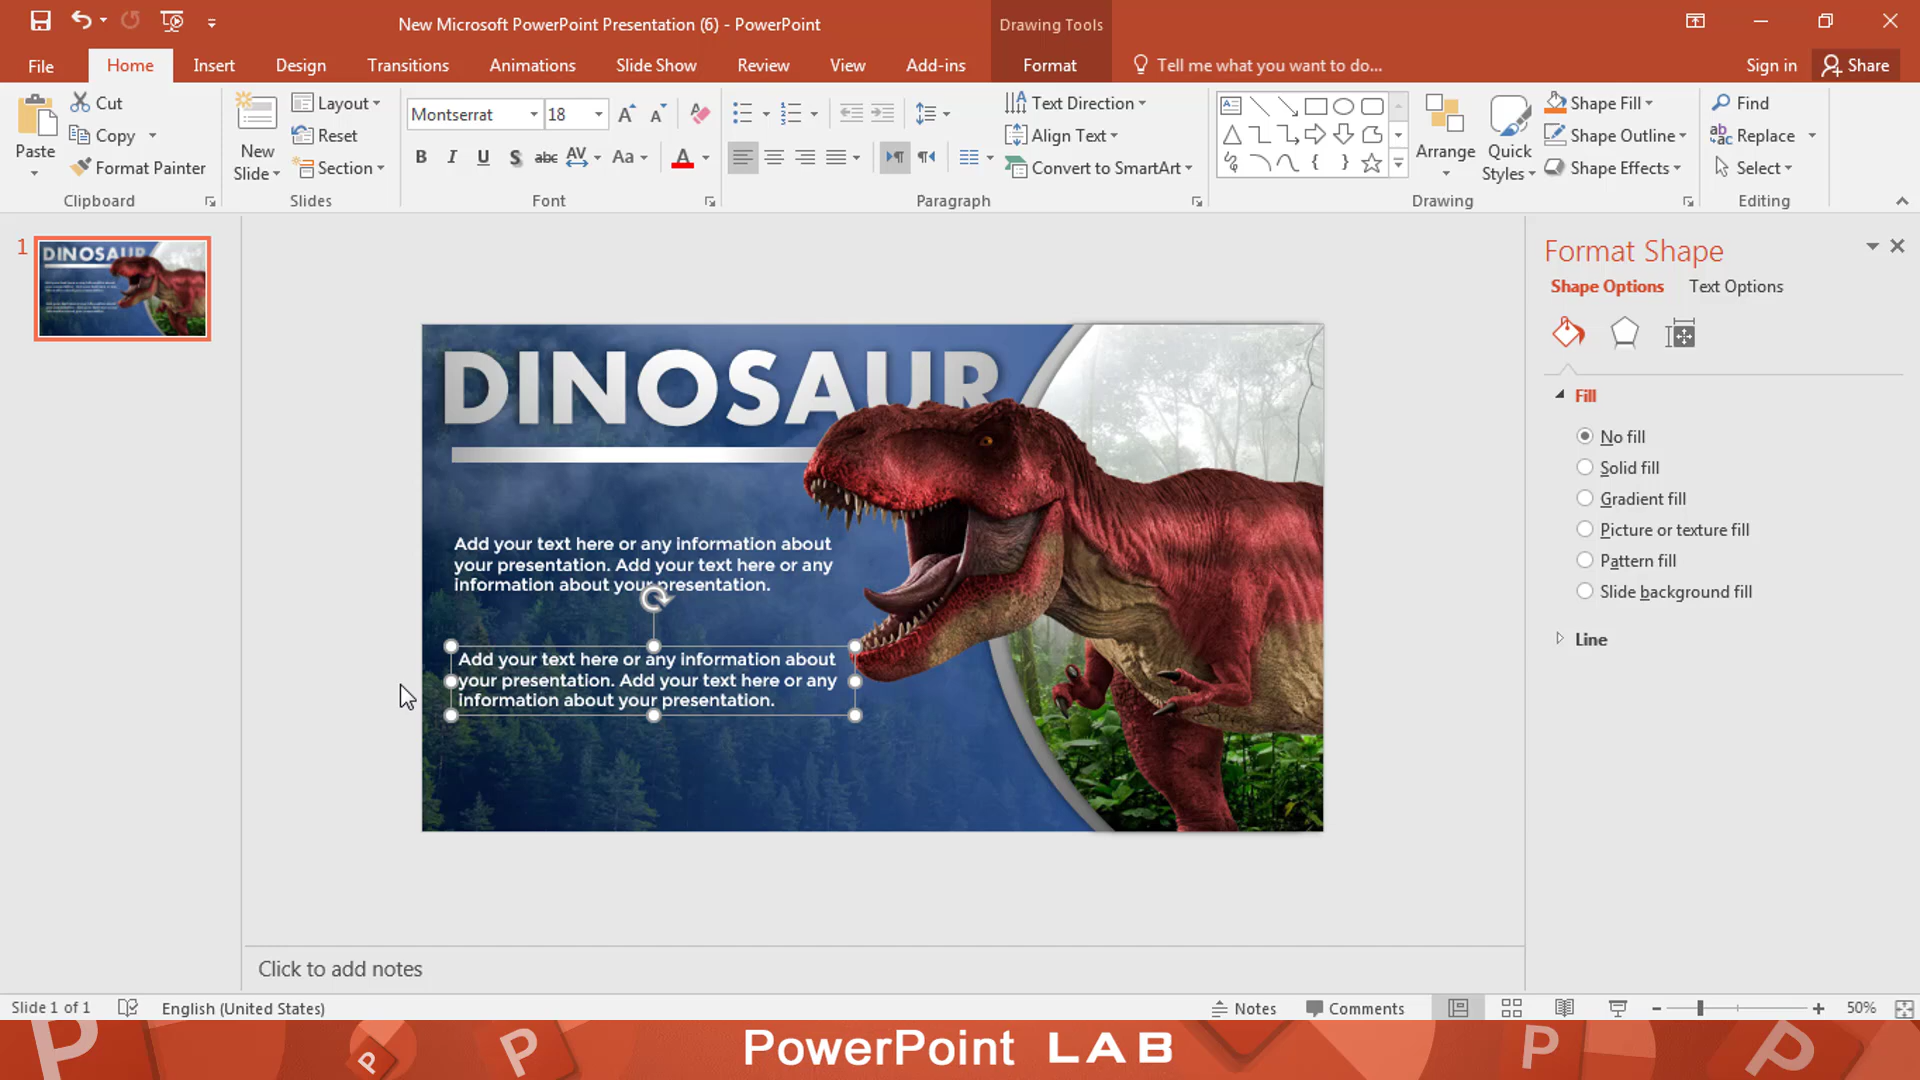 New Microsoft PowerPoint Presentation (6) - PowerPoint
Drawing Tools
File Home Insert Design Transitions Animations Slide Show Review View Add-ins Format Tell me what you want to do... Sign in Share
Paste
Cut
Copy
Format Painter
Clipboard
New Slide
Layout
Reset
Section
Slides
Montserrat 18
B I U S abc AV Aa A
Font
Text Direction
Align Text
Convert to SmartArt
Paragraph
Arrange
Quick Styles
Shape Fill
Shape Outline
Shape Effects
Drawing
Find
Replace
Select
Editing
1
DINOSAUR
DINOSAUR
Add your text here or any information about
your presentation. Add your text here or any
information about your presentation.
Add your text here or any information about
your presentation. Add your text here or any
information about your presentation.
Format Shape
Shape Options Text Options
Fill
No fill
Solid fill
Gradient fill
Picture or texture fill
Pattern fill
Slide background fill
Line
Click to add notes
Slide 1 of 1 English (United States) Notes Comments 50%
PowerPoint LAB
P P P P P